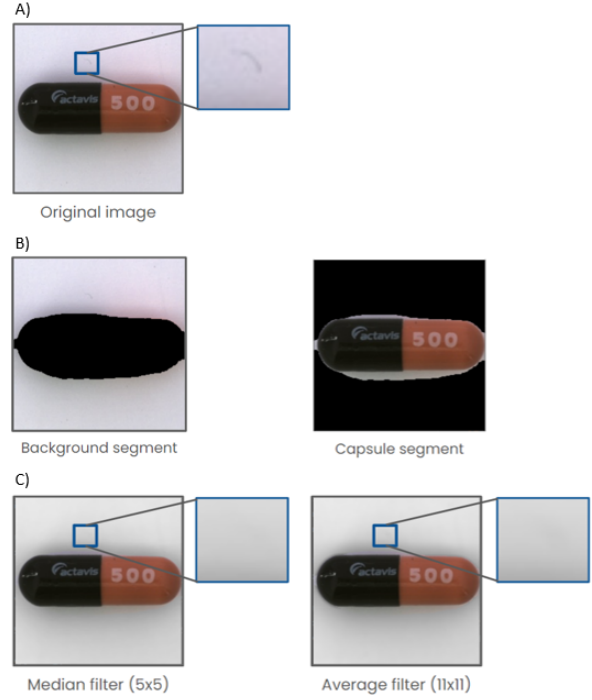 A)
actavis 500
Original image
B)
actavis 500
Background segment
Capsule segment
C)
actavis 500
actavis 500
Median filter (5x5)
Average filter (11x11)